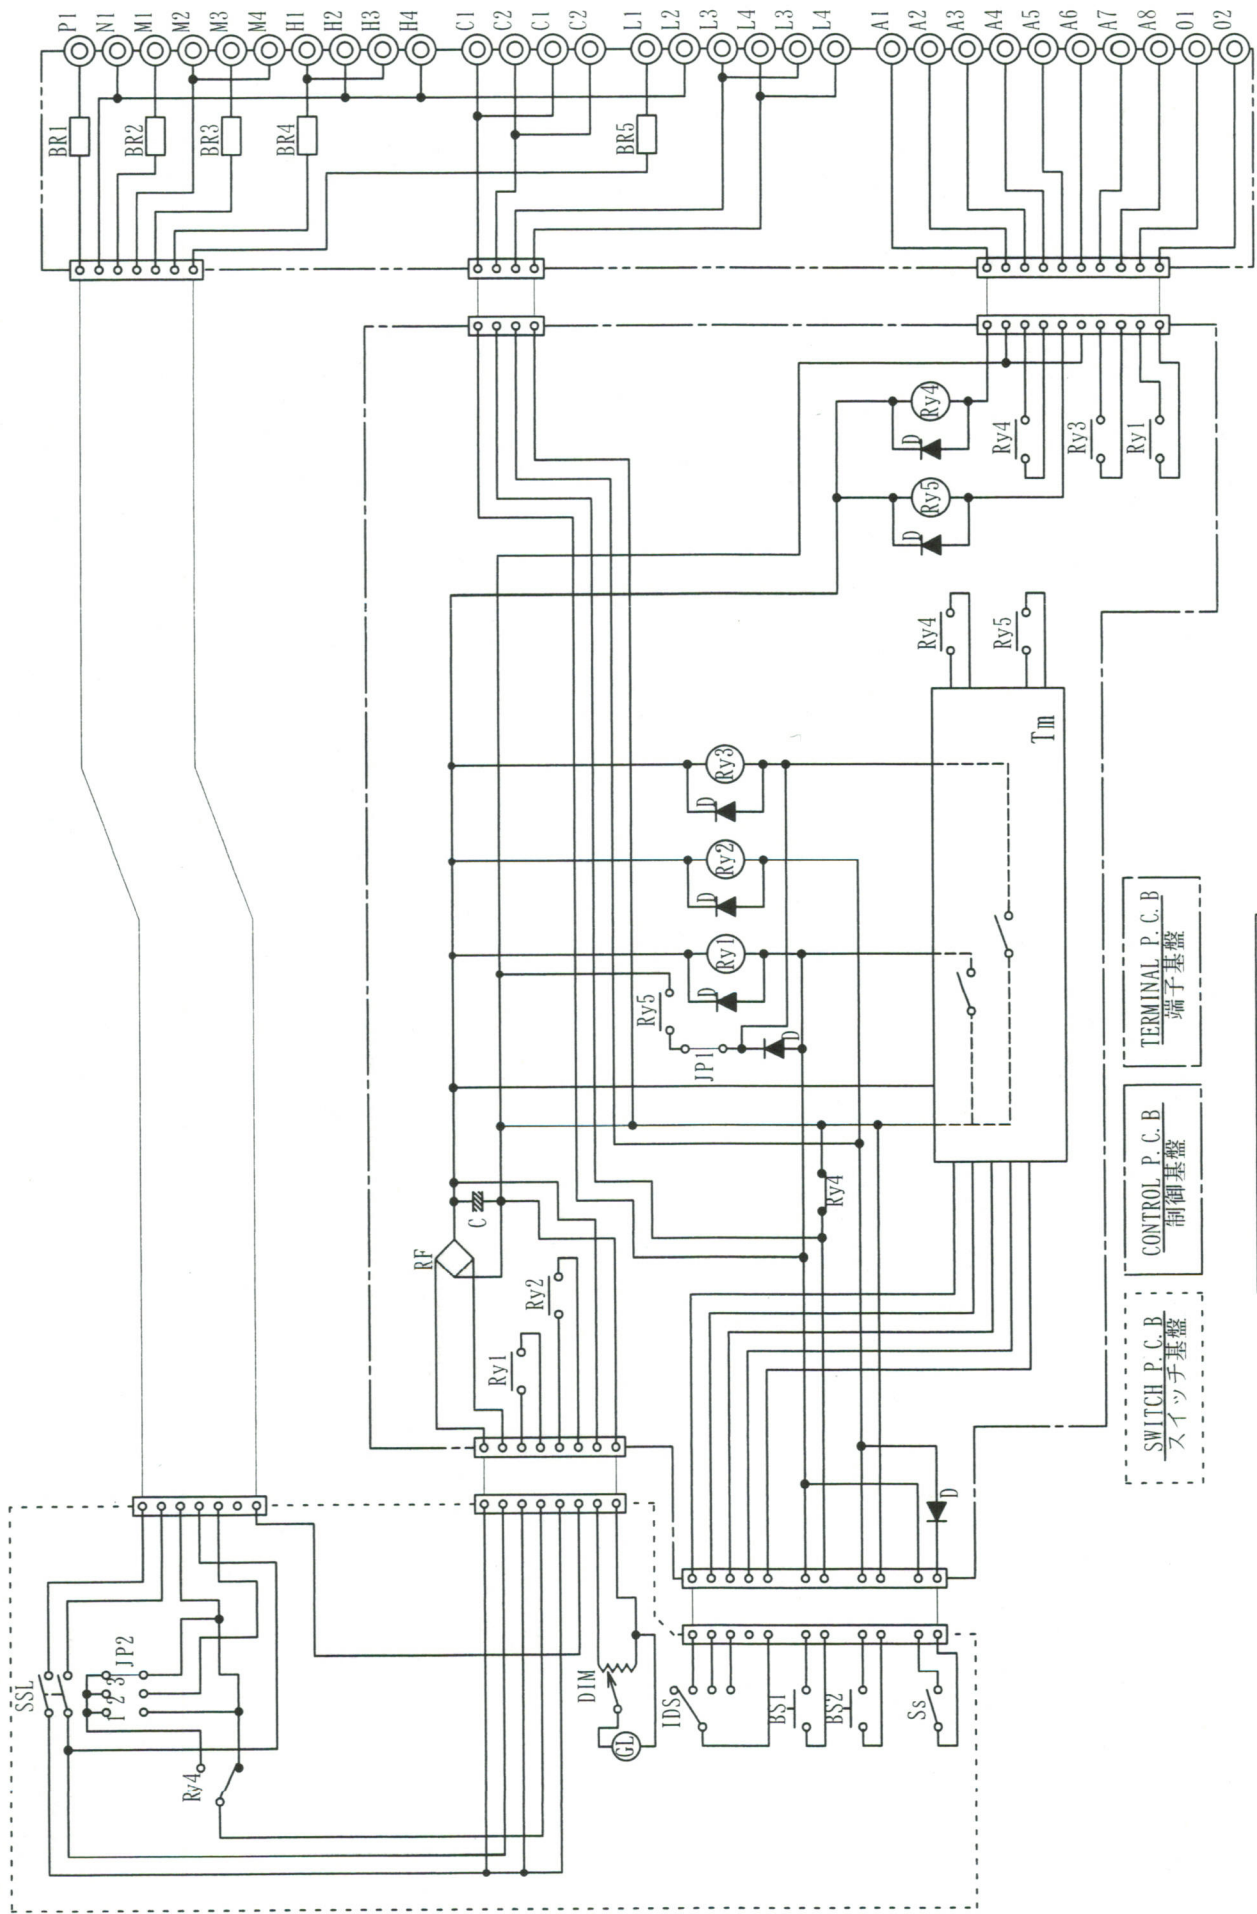 P1
N1
M1
M2
M3
M4
H1
H2
H3
H4
C1
C2
C1
C2
L1
L2
L3
L4
L3
L4
A1
A2
A3
A4
A5
A6
A7
A8
01
02
BR1
BR2
BR3
BR4
BR5
Ry4
D
Ry5
D
Ry4
Ry3
Ry1
Ry4
Ry5
Tm
Ry3
D
Ry2
D
Ry1
D
Ry5
JP1
D
RF
C
Ry4
Ry2
Ry1
D
SSL
1 2 3 JP2
Ry4
DIM
GL
IDS
BS1
BS2
Ss
SWITCH P.C.B
スイッチ基盤
CONTROL P.C.B
制御基盤
TERMINAL P.C.B
端子基盤